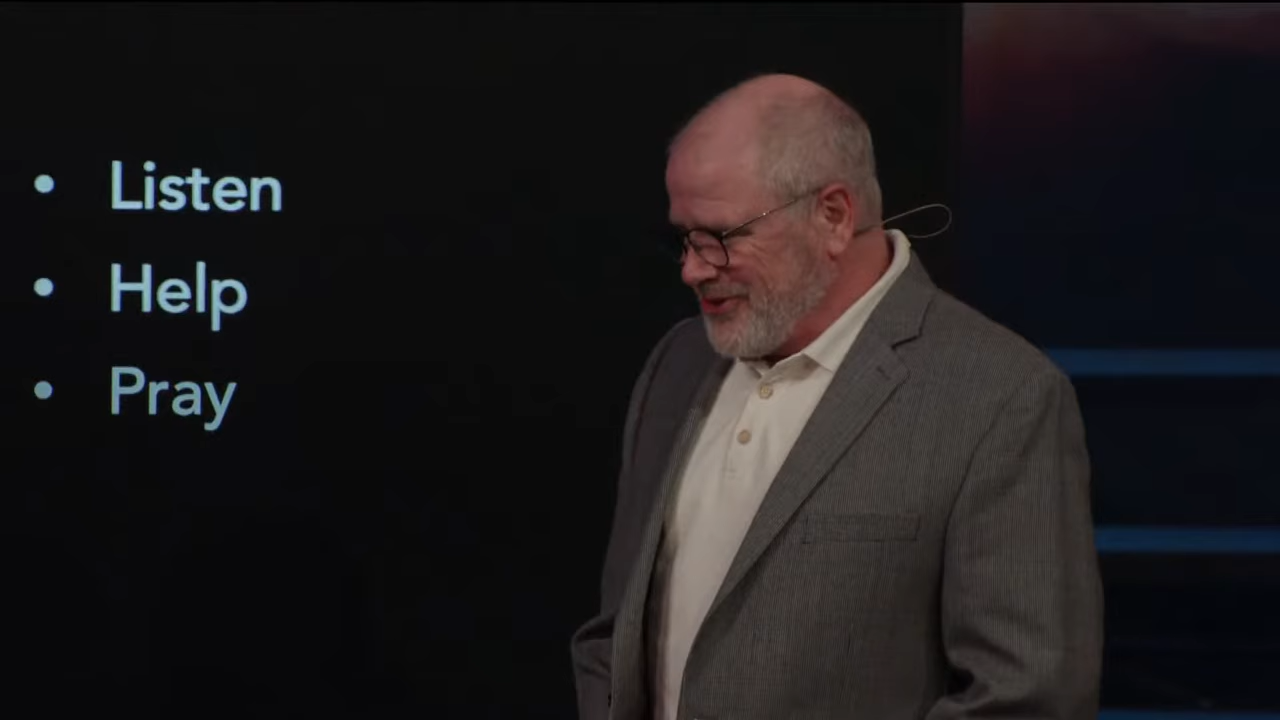 • Listen
• Help
• Pray